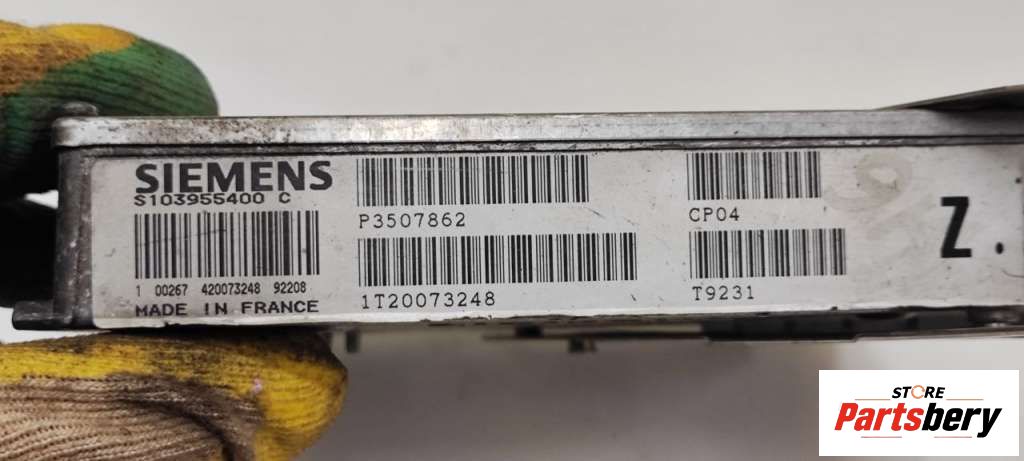 SIEMENS
S103955400 C
1 00267 420073248 92208
MADE IN FRANCE
P3507862
1T20073248
CP04
T9231
Z.
STORE
Partsbery